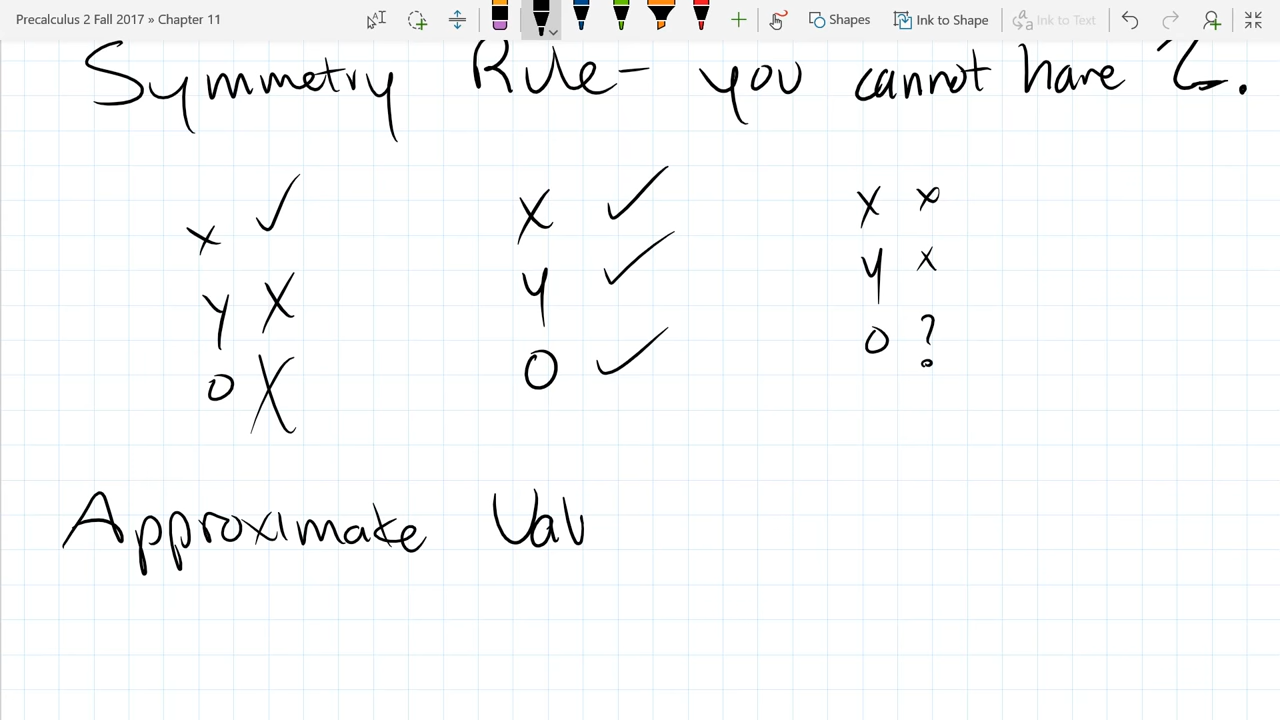 Precalculus 2 Fall 2017 » Chapter 11
Shapes
Ink to Shape
Ink to Text
Symmetry Rule - you cannot have 2.
x ✓ X ✓ X x
y X y ✓ y x
o X O ✓ O ?
Approximate Val